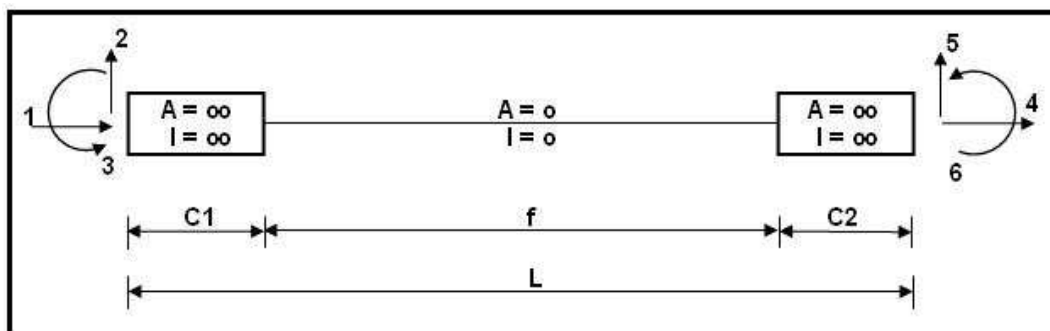 2
5
A = ∞
A = o
A = ∞
1
4
I = ∞
I = o
I = ∞
3
6
C1
f
C2
L